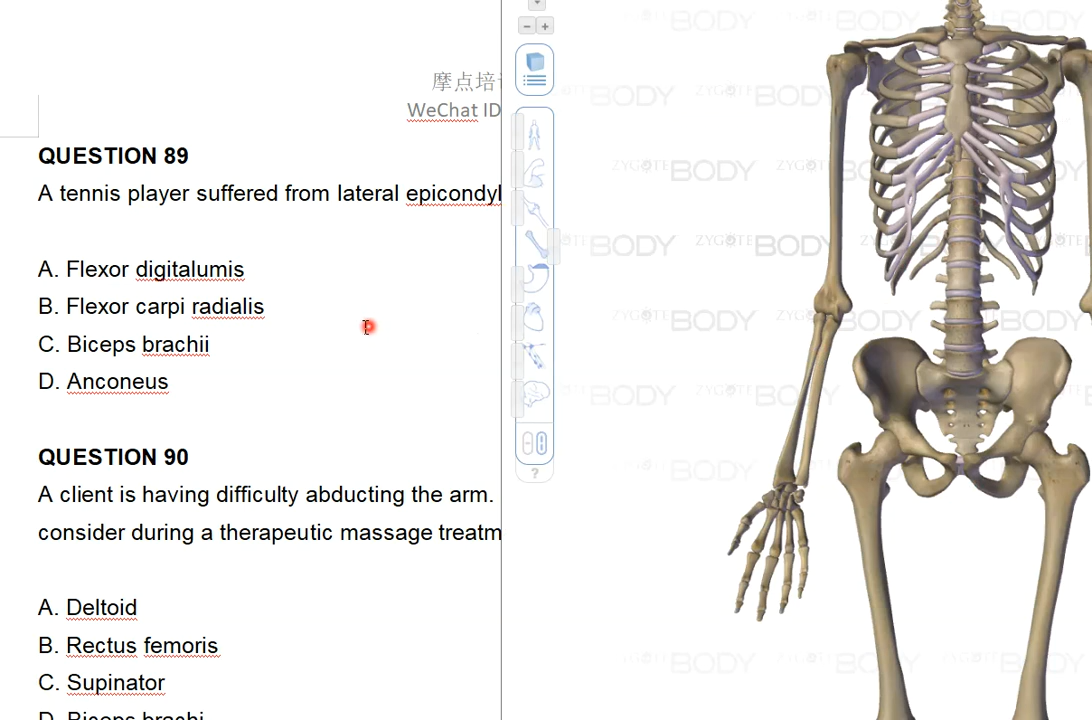 摩点培
WeChat ID
QUESTION 89
A tennis player suffered from lateral epicondyl
A. Flexor digitalumis
B. Flexor carpi radialis
C. Biceps brachii
D. Anconeus
QUESTION 90
A client is having difficulty abducting the arm.
consider during a therapeutic massage treatm
A. Deltoid
B. Rectus femoris
C. Supinator
D. Biceps brachi
ZYGOTE BODY
?